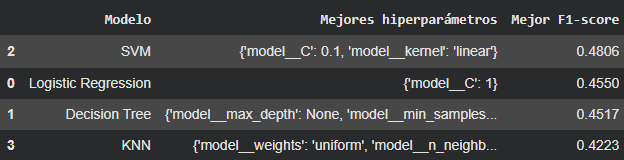 Modelo Mejores hiperparámetros Mejor F1-score
2 SVM {'model__C': 0.1, 'model__kernel': 'linear'} 0.4806
0 Logistic Regression {'model__C': 1} 0.4550
1 Decision Tree {'model__max_depth': None, 'model__min_samples... 0.4517
3 KNN {'model__weights': 'uniform', 'model__n_neighb... 0.4223